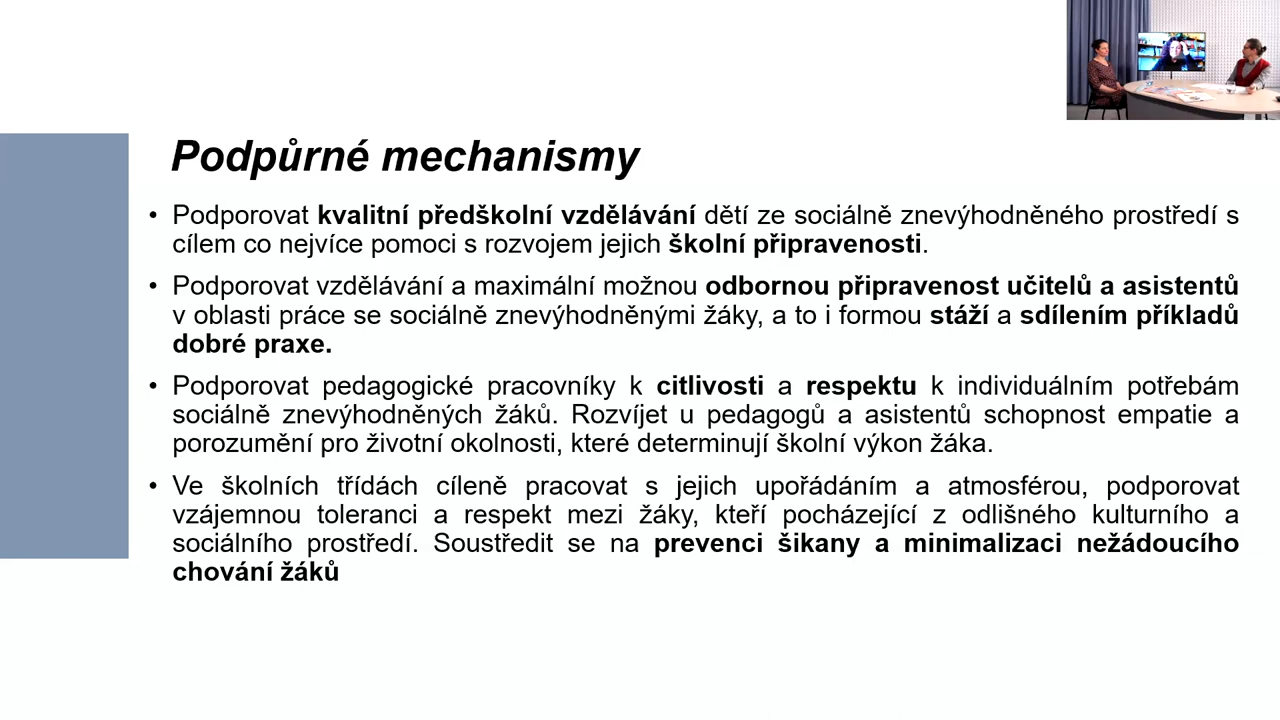 Podpůrné mechanismy
• Podporovat kvalitní předškolní vzdělávání dětí ze sociálně znevýhodněného prostředí s
cílem co nejvíce pomoci s rozvojem jejich školní připravenosti.
• Podporovat vzdělávání a maximální možnou odbornou připravenost učitelů a asistentů
v oblasti práce se sociálně znevýhodněnými žáky, a to i formou stáží a sdílením příkladů
dobré praxe.
• Podporovat pedagogické pracovníky k citlivosti a respektu k individuálním potřebám
sociálně znevýhodněných žáků. Rozvíjet u pedagogů a asistentů schopnost empatie a
porozumění pro životní okolnosti, které determinují školní výkon žáka.
• Ve školních třídách cíleně pracovat s jejich upořádáním a atmosférou, podporovat
vzájemnou toleranci a respekt mezi žáky, kteří pocházející z odlišného kulturního a
sociálního prostředí. Soustředit se na prevenci šikany a minimalizaci nežádoucího
chování žáků